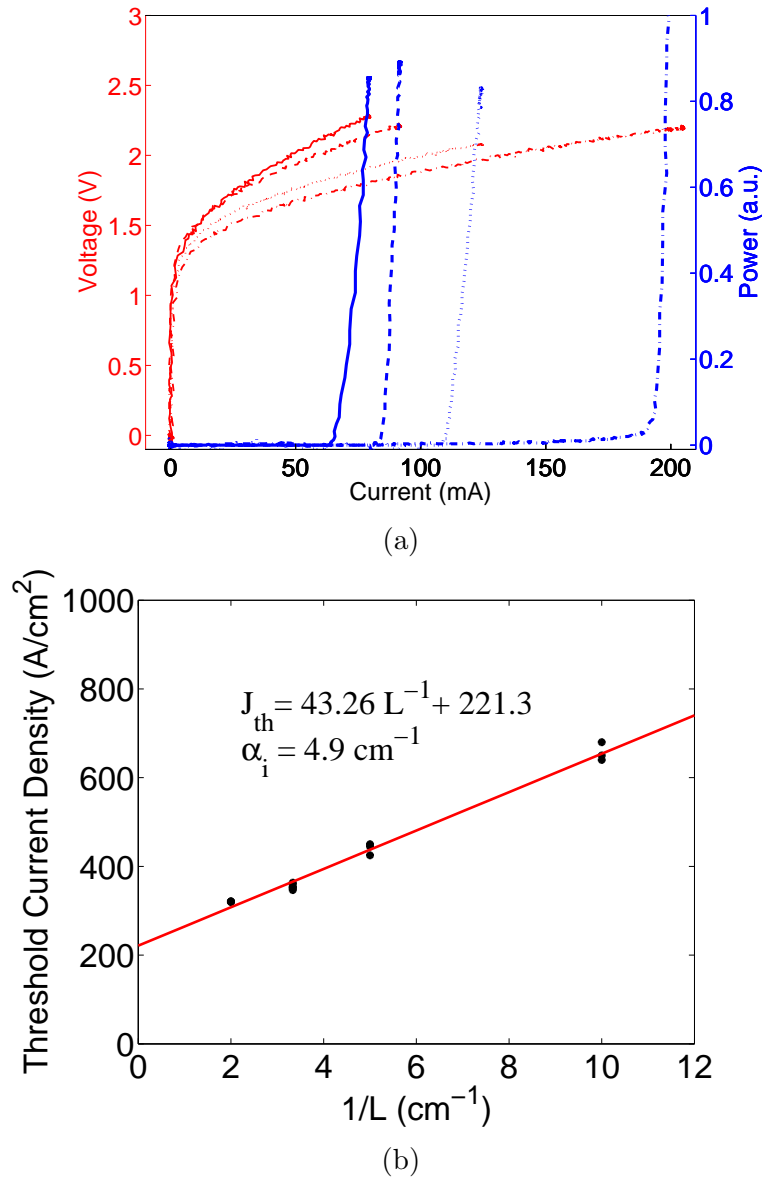 3
2.5
2
1.5
1
0.5
0
Voltage (V)
1
0.8
0.6
0.4
0.2
0
Power (a.u.)
0 50 100 150 200
Current (mA)
(a)
1000
800
600
400
200
0
Threshold Current Density (A/cm²)
J_th = 43.26 L⁻¹ + 221.3
α_i = 4.9 cm⁻¹
0 2 4 6 8 10 12
1/L (cm⁻¹)
(b)